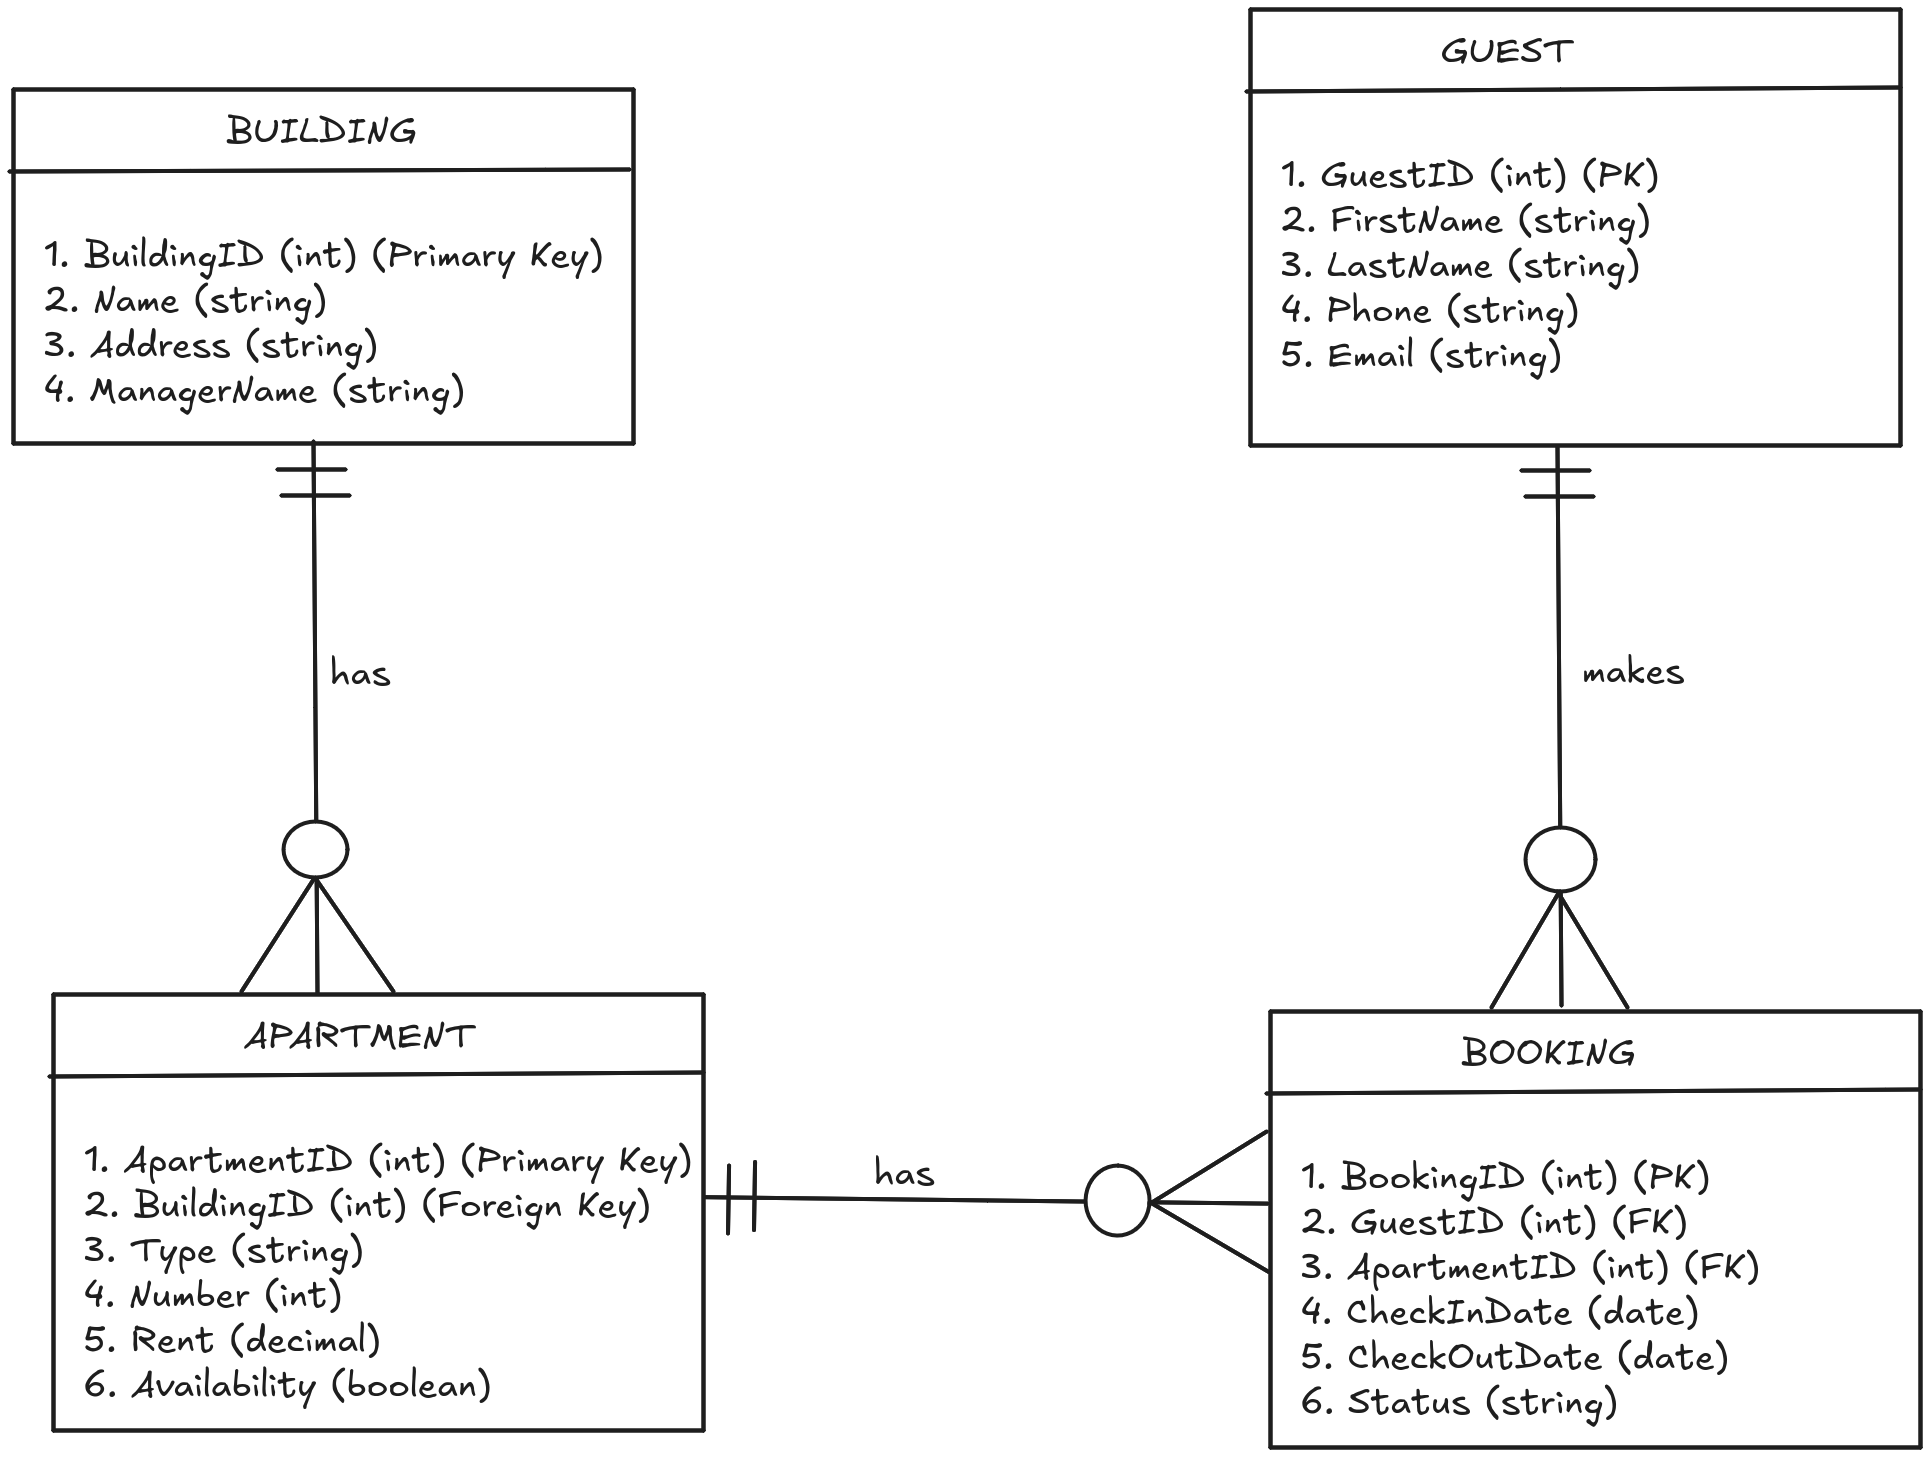 BUILDING
1. BuildingID (int) (Primary Key)
2. Name (string)
3. Address (string)
4. ManagerName (string)
GUEST
1. GuestID (int) (PK)
2. FirstName (string)
3. LastName (string)
4. Phone (string)
5. Email (string)
has
makes
APARTMENT
1. ApartmentID (int) (Primary Key)
2. BuildingID (int) (Foreign Key)
3. Type (string)
4. Number (int)
5. Rent (decimal)
6. Availability (boolean)
has
BOOKING
1. BookingID (int) (PK)
2. GuestID (int) (FK)
3. ApartmentID (int) (FK)
4. CheckInDate (date)
5. CheckOutDate (date)
6. Status (string)